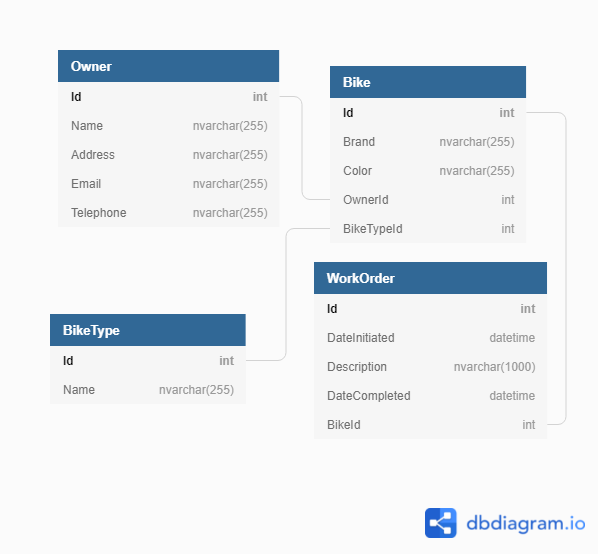 Owner
Id int
Name nvarchar(255)
Address nvarchar(255)
Email nvarchar(255)
Telephone nvarchar(255)
Bike
Id int
Brand nvarchar(255)
Color nvarchar(255)
OwnerId int
BikeTypeId int
BikeType
Id int
Name nvarchar(255)
WorkOrder
Id int
DateInitiated datetime
Description nvarchar(1000)
DateCompleted datetime
BikeId int
dbdiagram.io